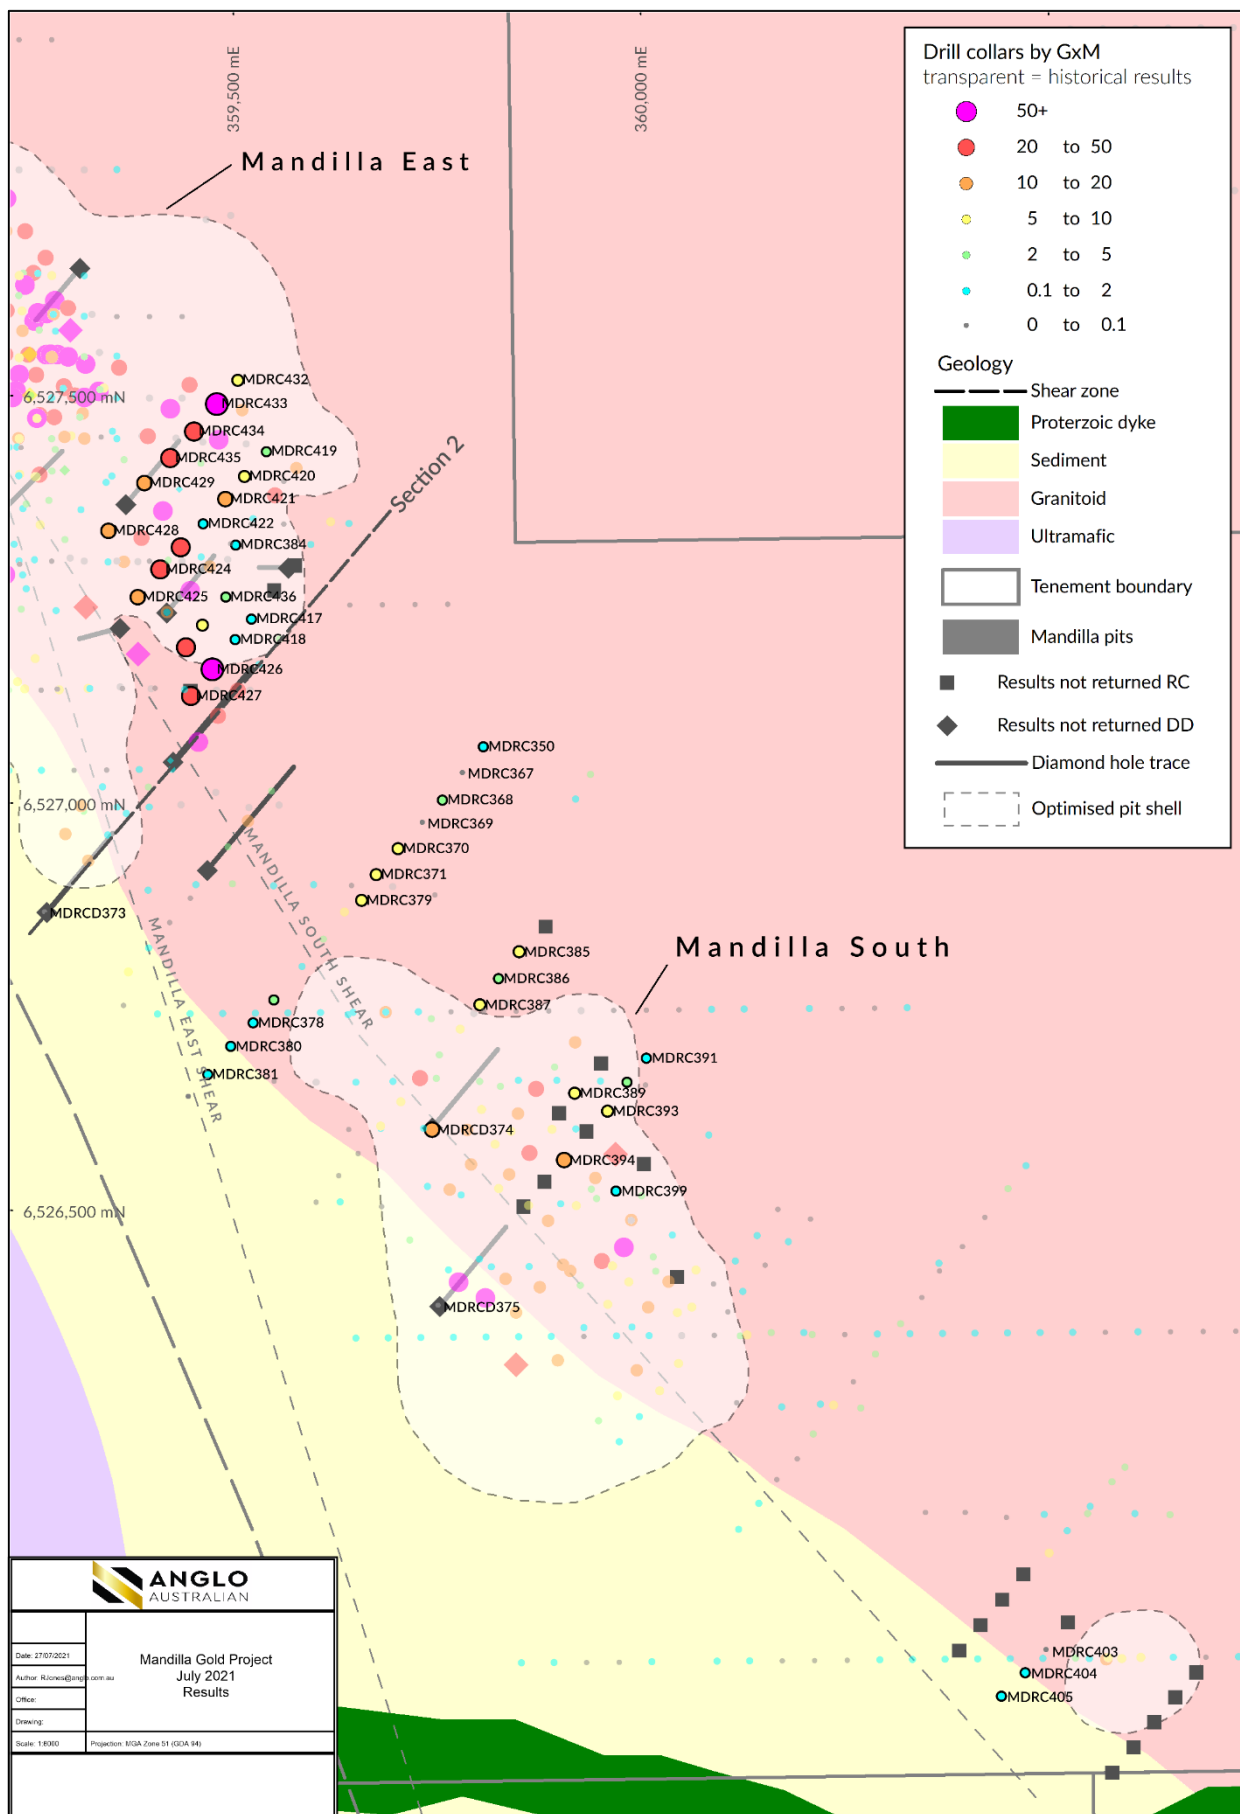 359,500 mE
360,000 mE
Drill collars by GxM
transparent = historical results
50+
20 to 50
10 to 20
5 to 10
2 to 5
0.1 to 2
0 to 0.1
Geology
Shear zone
Proterzoic dyke
Sediment
Granitoid
Ultramafic
Tenement boundary
Mandilla pits
Results not returned RC
Results not returned DD
Diamond hole trace
Optimised pit shell
Mandilla East
MDRC432
6,527,500 mN
MDRC433
MDRC434
MDRC419
MDRC435
MDRC420
MDRC429
MDRC421
Section 2
MDRC422
MDRC428
MDRC384
MDRC424
MDRC425
MDRC436
MDRC417
MDRC418
MDRC426
MDRC427
MDRC350
MDRC367
MDRC368
6,527,000 mN
MDRC369
MDRC370
MDRC371
MDRC379
MANDILLA SOUTH SHEAR
MDRCD373
MANDILLA EAST SHEAR
Mandilla South
MDRC385
MDRC386
MDRC387
MDRC378
MDRC380
MDRC391
MDRC381
MDRC389
MDRC393
MDRCD374
MDRC394
MDRC399
6,526,500 mN
MDRCD375
MDRC403
MDRC404
MDRC405
ANGLO
AUSTRALIAN
Mandilla Gold Project
July 2021
Results
Date: 27/07/2021
Author: RJones@anglo.com.au
Office:
Drawing:
Scale: 1:8000
Projection: MGA Zone 51 (GDA 94)